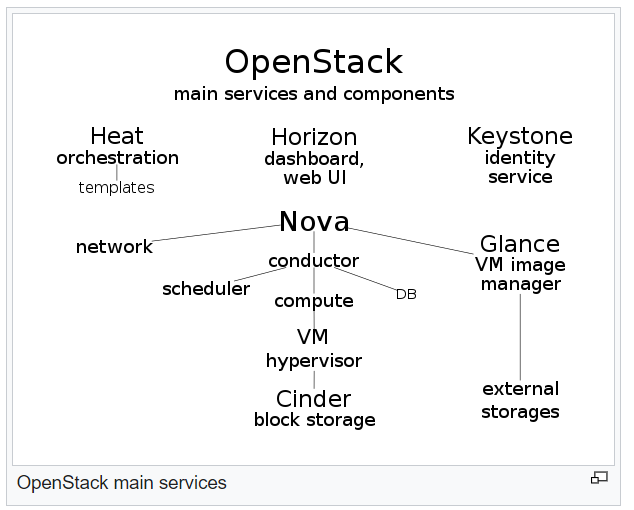 OpenStack
main services and components
Heat
orchestration
templates
Horizon
dashboard,
web UI
Keystone
identity
service
Nova
network
conductor
scheduler
compute
DB
VM
hypervisor
Cinder
block storage
Glance
VM image
manager
external
storages
OpenStack main services